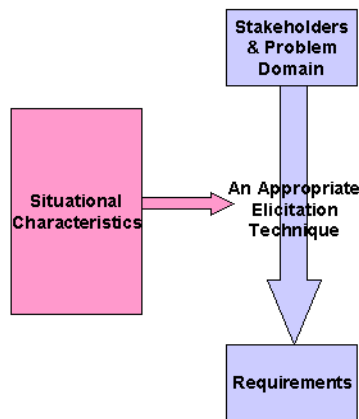 Stakeholders
& Problem
Domain
Situational
Characteristics
An Appropriate
Elicitation
Technique
Requirements